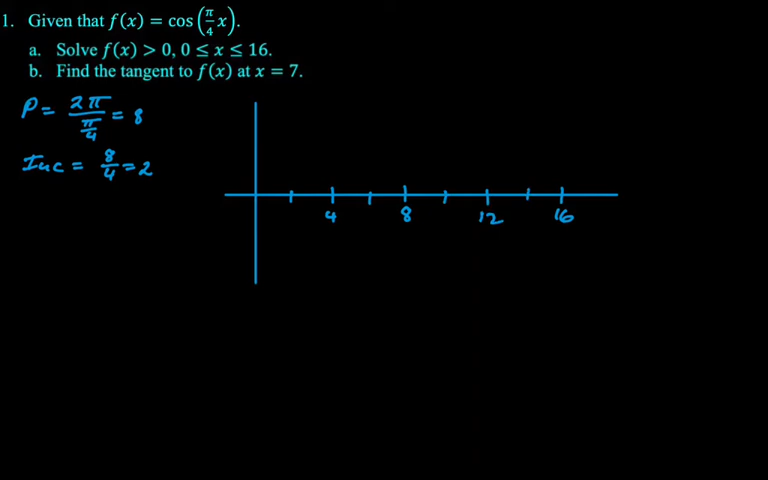 1. Given that f(x) = cos(π/4 x).
a. Solve f(x) > 0, 0 ≤ x ≤ 16.
b. Find the tangent to f(x) at x = 7.
P = 2π/(π/4) = 8
Inc = 8/4 = 2
4 8 12 16